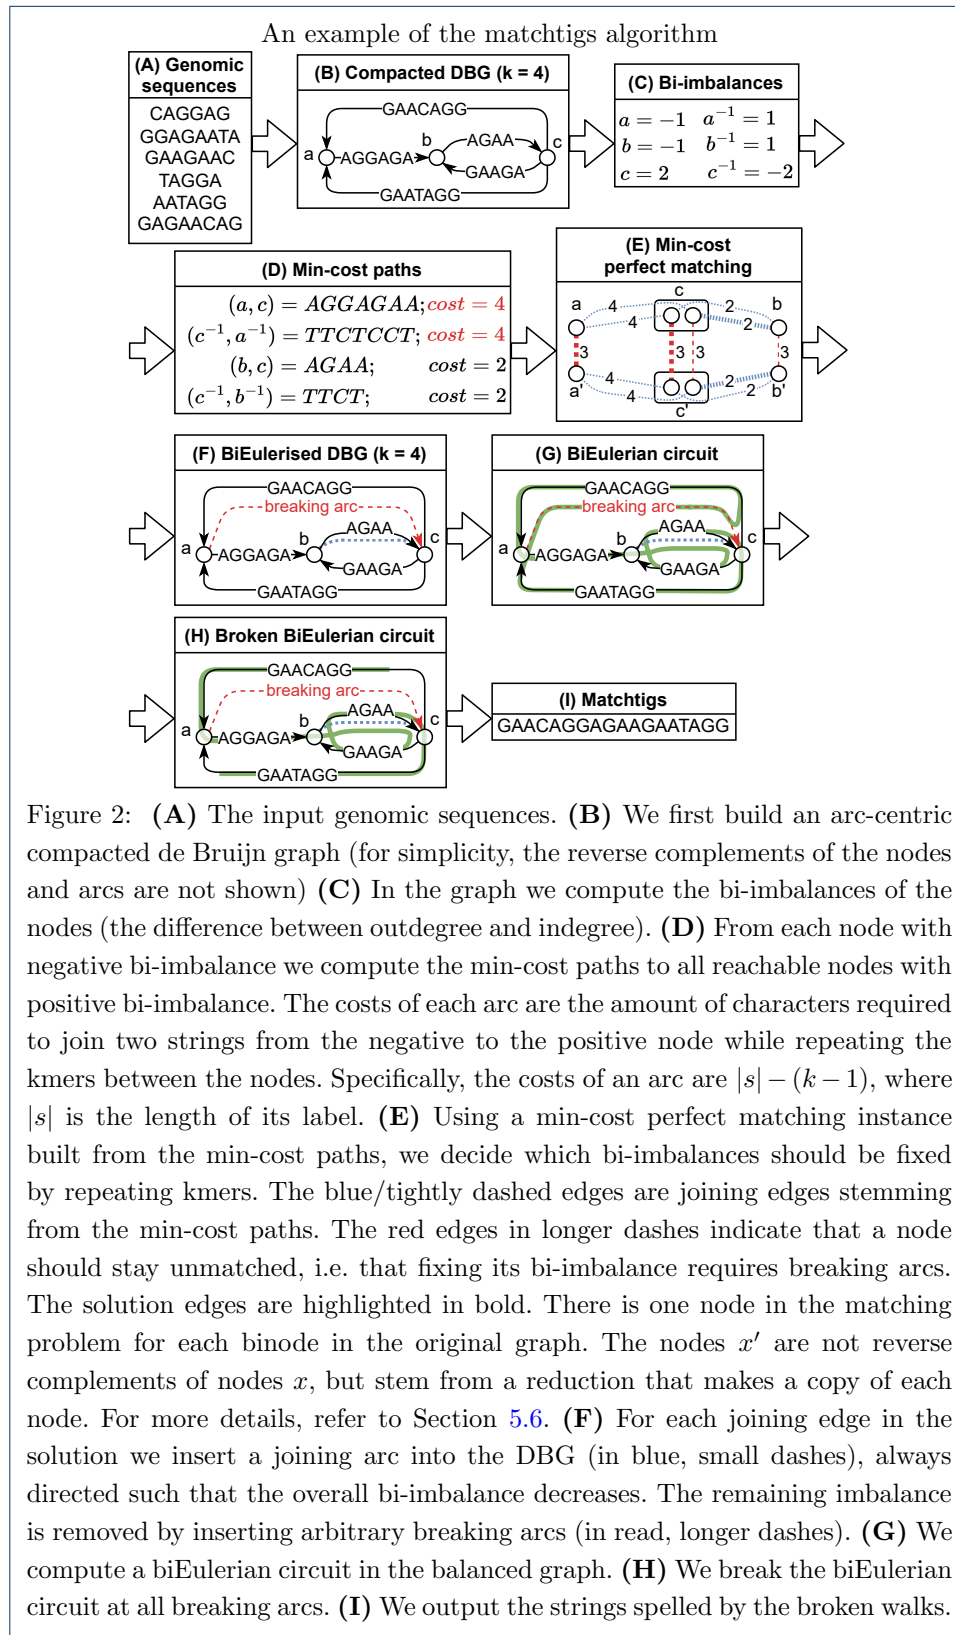 An example of the matchtigs algorithm
(A) Genomic
sequences
CAGGAG
GGAGAATA
GAAGAAC
TAGGA
AATAGG
GAGAACAG
(B) Compacted DBG (k = 4)
GAACAGG
a
AGGAGA
b
AGAA
c
GAAGA
GAATAGG
(C) Bi-imbalances
a = −1 a⁻¹ = 1
b = −1 b⁻¹ = 1
c = 2 c⁻¹ = −2
(D) Min-cost paths
(a, c) = AGGAGAA; cost = 4
(c⁻¹, a⁻¹) = TTCTCCT; cost = 4
(b, c) = AGAA; cost = 2
(c⁻¹, b⁻¹) = TTCT; cost = 2
(E) Min-cost
perfect matching
a c b
4 2
4 2
3 3 3 3
4 2
4 2
a' c' b'
(F) BiEulerised DBG (k = 4)
GAACAGG
breaking arc
a
AGGAGA
b
AGAA
c
GAAGA
GAATAGG
(G) BiEulerian circuit
GAACAGG
breaking arc
a
AGGAGA
b
AGAA
c
GAAGA
GAATAGG
(H) Broken BiEulerian circuit
GAACAGG
breaking arc
a
AGGAGA
b
AGAA
c
GAAGA
GAATAGG
(I) Matchtigs
GAACAGGAGAAGAATAGG
Figure 2: (A) The input genomic sequences. (B) We first build an arc-centric
compacted de Bruijn graph (for simplicity, the reverse complements of the nodes
and arcs are not shown) (C) In the graph we compute the bi-imbalances of the
nodes (the difference between outdegree and indegree). (D) From each node with
negative bi-imbalance we compute the min-cost paths to all reachable nodes with
positive bi-imbalance. The costs of each arc are the amount of characters required
to join two strings from the negative to the positive node while repeating the
kmers between the nodes. Specifically, the costs of an arc are |s| − (k − 1), where
|s| is the length of its label. (E) Using a min-cost perfect matching instance
built from the min-cost paths, we decide which bi-imbalances should be fixed
by repeating kmers. The blue/tightly dashed edges are joining edges stemming
from the min-cost paths. The red edges in longer dashes indicate that a node
should stay unmatched, i.e. that fixing its bi-imbalance requires breaking arcs.
The solution edges are highlighted in bold. There is one node in the matching
problem for each binode in the original graph. The nodes x′ are not reverse
complements of nodes x, but stem from a reduction that makes a copy of each
node. For more details, refer to Section 5.6. (F) For each joining edge in the
solution we insert a joining arc into the DBG (in blue, small dashes), always
directed such that the overall bi-imbalance decreases. The remaining imbalance
is removed by inserting arbitrary breaking arcs (in read, longer dashes). (G) We
compute a biEulerian circuit in the balanced graph. (H) We break the biEulerian
circuit at all breaking arcs. (I) We output the strings spelled by the broken walks.